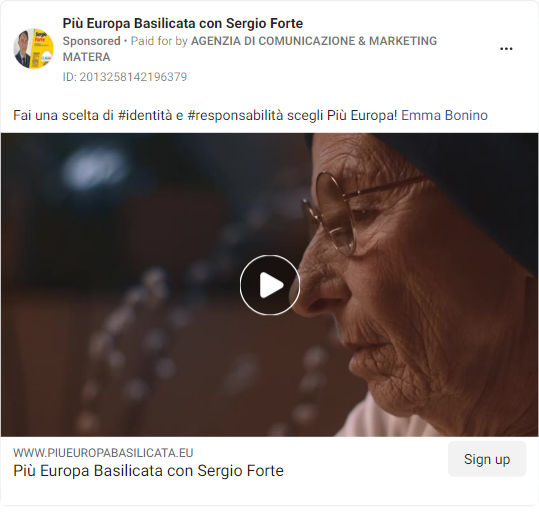 Più Europa Basilicata con Sergio Forte
Sponsored • Paid for by AGENZIA DI COMUNICAZIONE & MARKETING
MATERA
ID: 2013258142196379
Fai una scelta di #identità e #responsabilità scegli Più Europa! Emma Bonino
WWW.PIUEUROPABASILICATA.EU
Più Europa Basilicata con Sergio Forte
Sign up